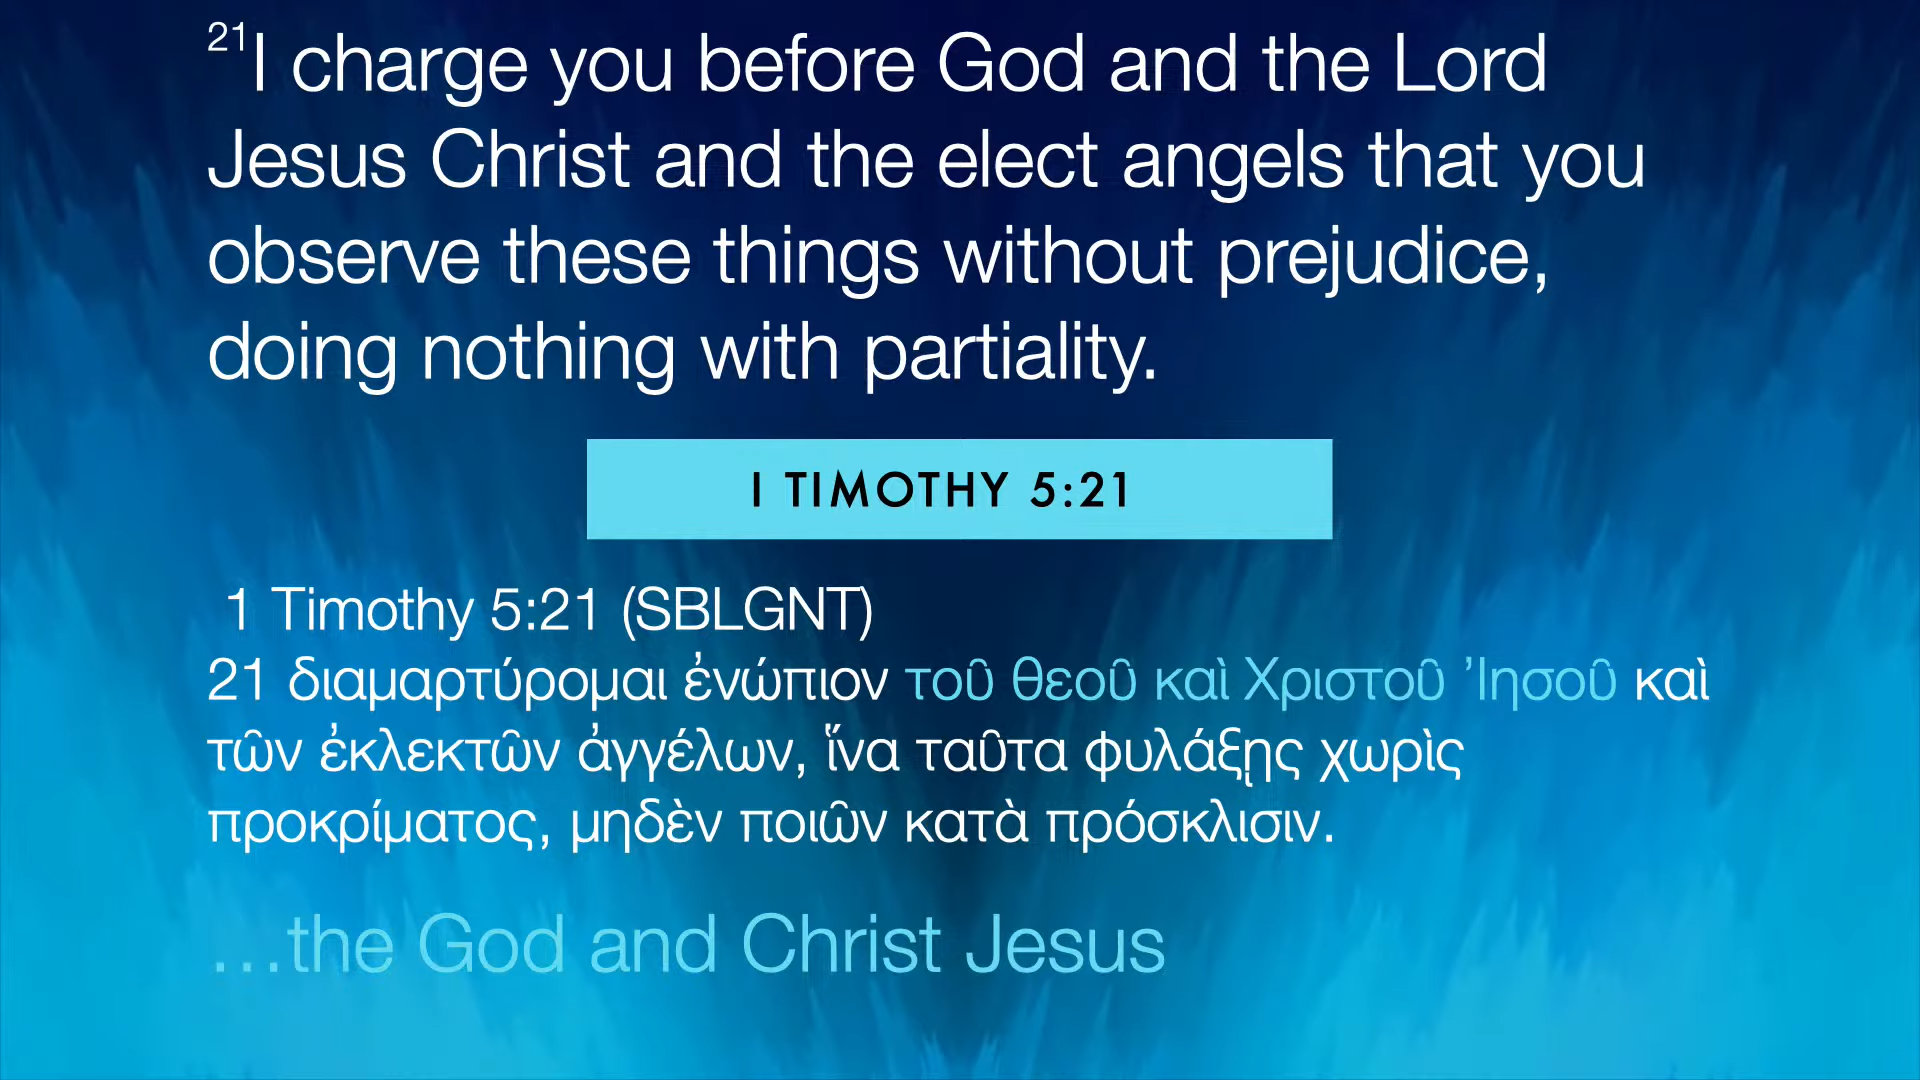 21I charge you before God and the Lord
Jesus Christ and the elect angels that you
observe these things without prejudice,
doing nothing with partiality.
I TIMOTHY 5:21
1 Timothy 5:21 (SBLGNT)
21 διαμαρτύρομαι ἐνώπιον τοῦ θεοῦ καὶ Χριστοῦ Ἰησοῦ καὶ
τῶν ἐκλεκτῶν ἀγγέλων, ἵνα ταῦτα φυλάξῃς χωρὶς
προκρίματος, μηδὲν ποιῶν κατὰ πρόσκλισιν.
…the God and Christ Jesus